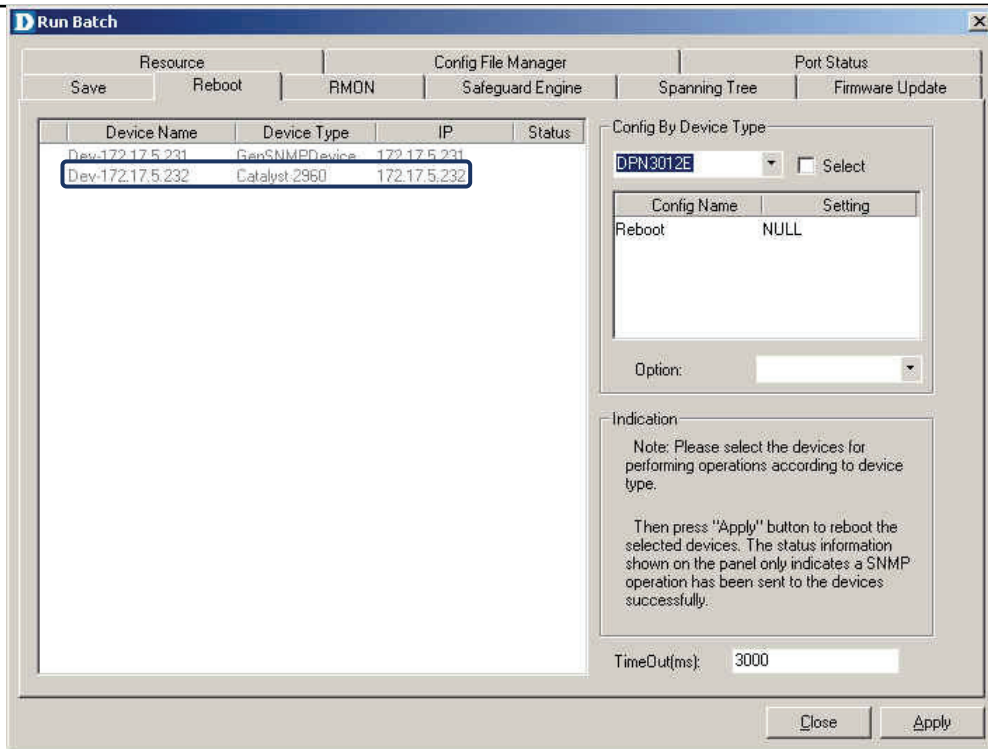 D Run Batch
Resource Config File Manager Port Status
Save Reboot RMON Safeguard Engine Spanning Tree Firmware Update
Device Name Device Type IP Status
Dev-172.17.5.231 GenSNMPDevice 172.17.5.231
Dev-172.17.5.232 Catalyst 2960 172.17.5.232
Config By Device Type
DPN3012E Select
Config Name Setting
Reboot NULL
Option:
Indication
Note: Please select the devices for
performing operations according to device
type.
Then press "Apply" button to reboot the
selected devices. The status information
shown on the panel only indicates a SNMP
operation has been sent to the devices
successfully.
TimeOut(ms): 3000
Close Apply